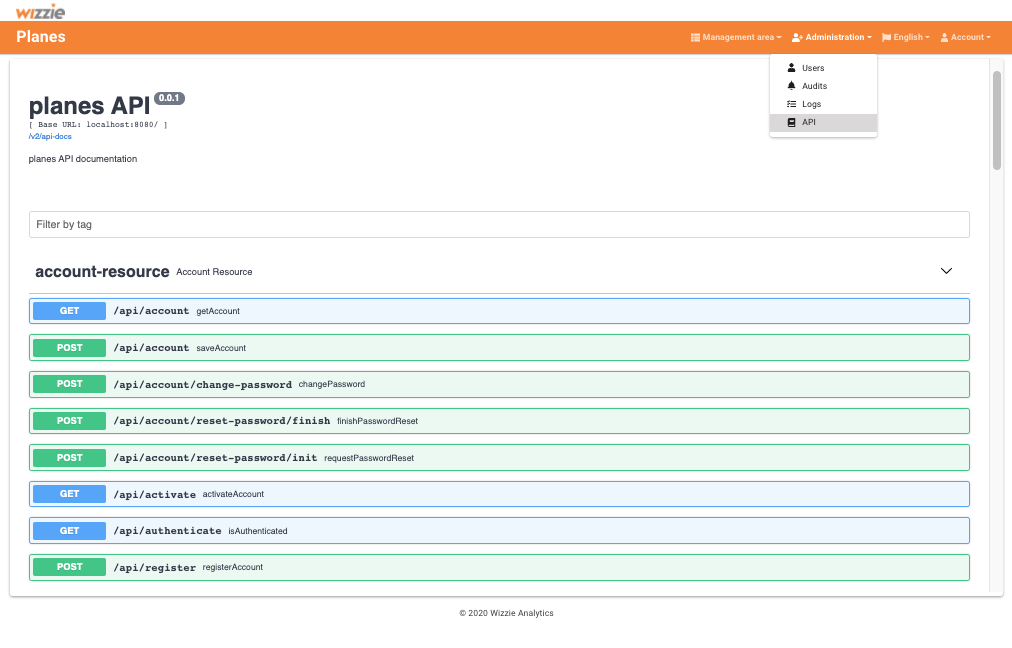 wizzie
Planes
Management area
Administration
English
Account
Users
Audits
Logs
API
planes API 0.0.1
[ Base URL: localhost:8080/ ]
/v2/api-docs
planes API documentation
Filter by tag
account-resource Account Resource
GET /api/account getAccount
POST /api/account saveAccount
POST /api/account/change-password changePassword
POST /api/account/reset-password/finish finishPasswordReset
POST /api/account/reset-password/init requestPasswordReset
GET /api/activate activateAccount
GET /api/authenticate isAuthenticated
POST /api/register registerAccount
© 2020 Wizzie Analytics